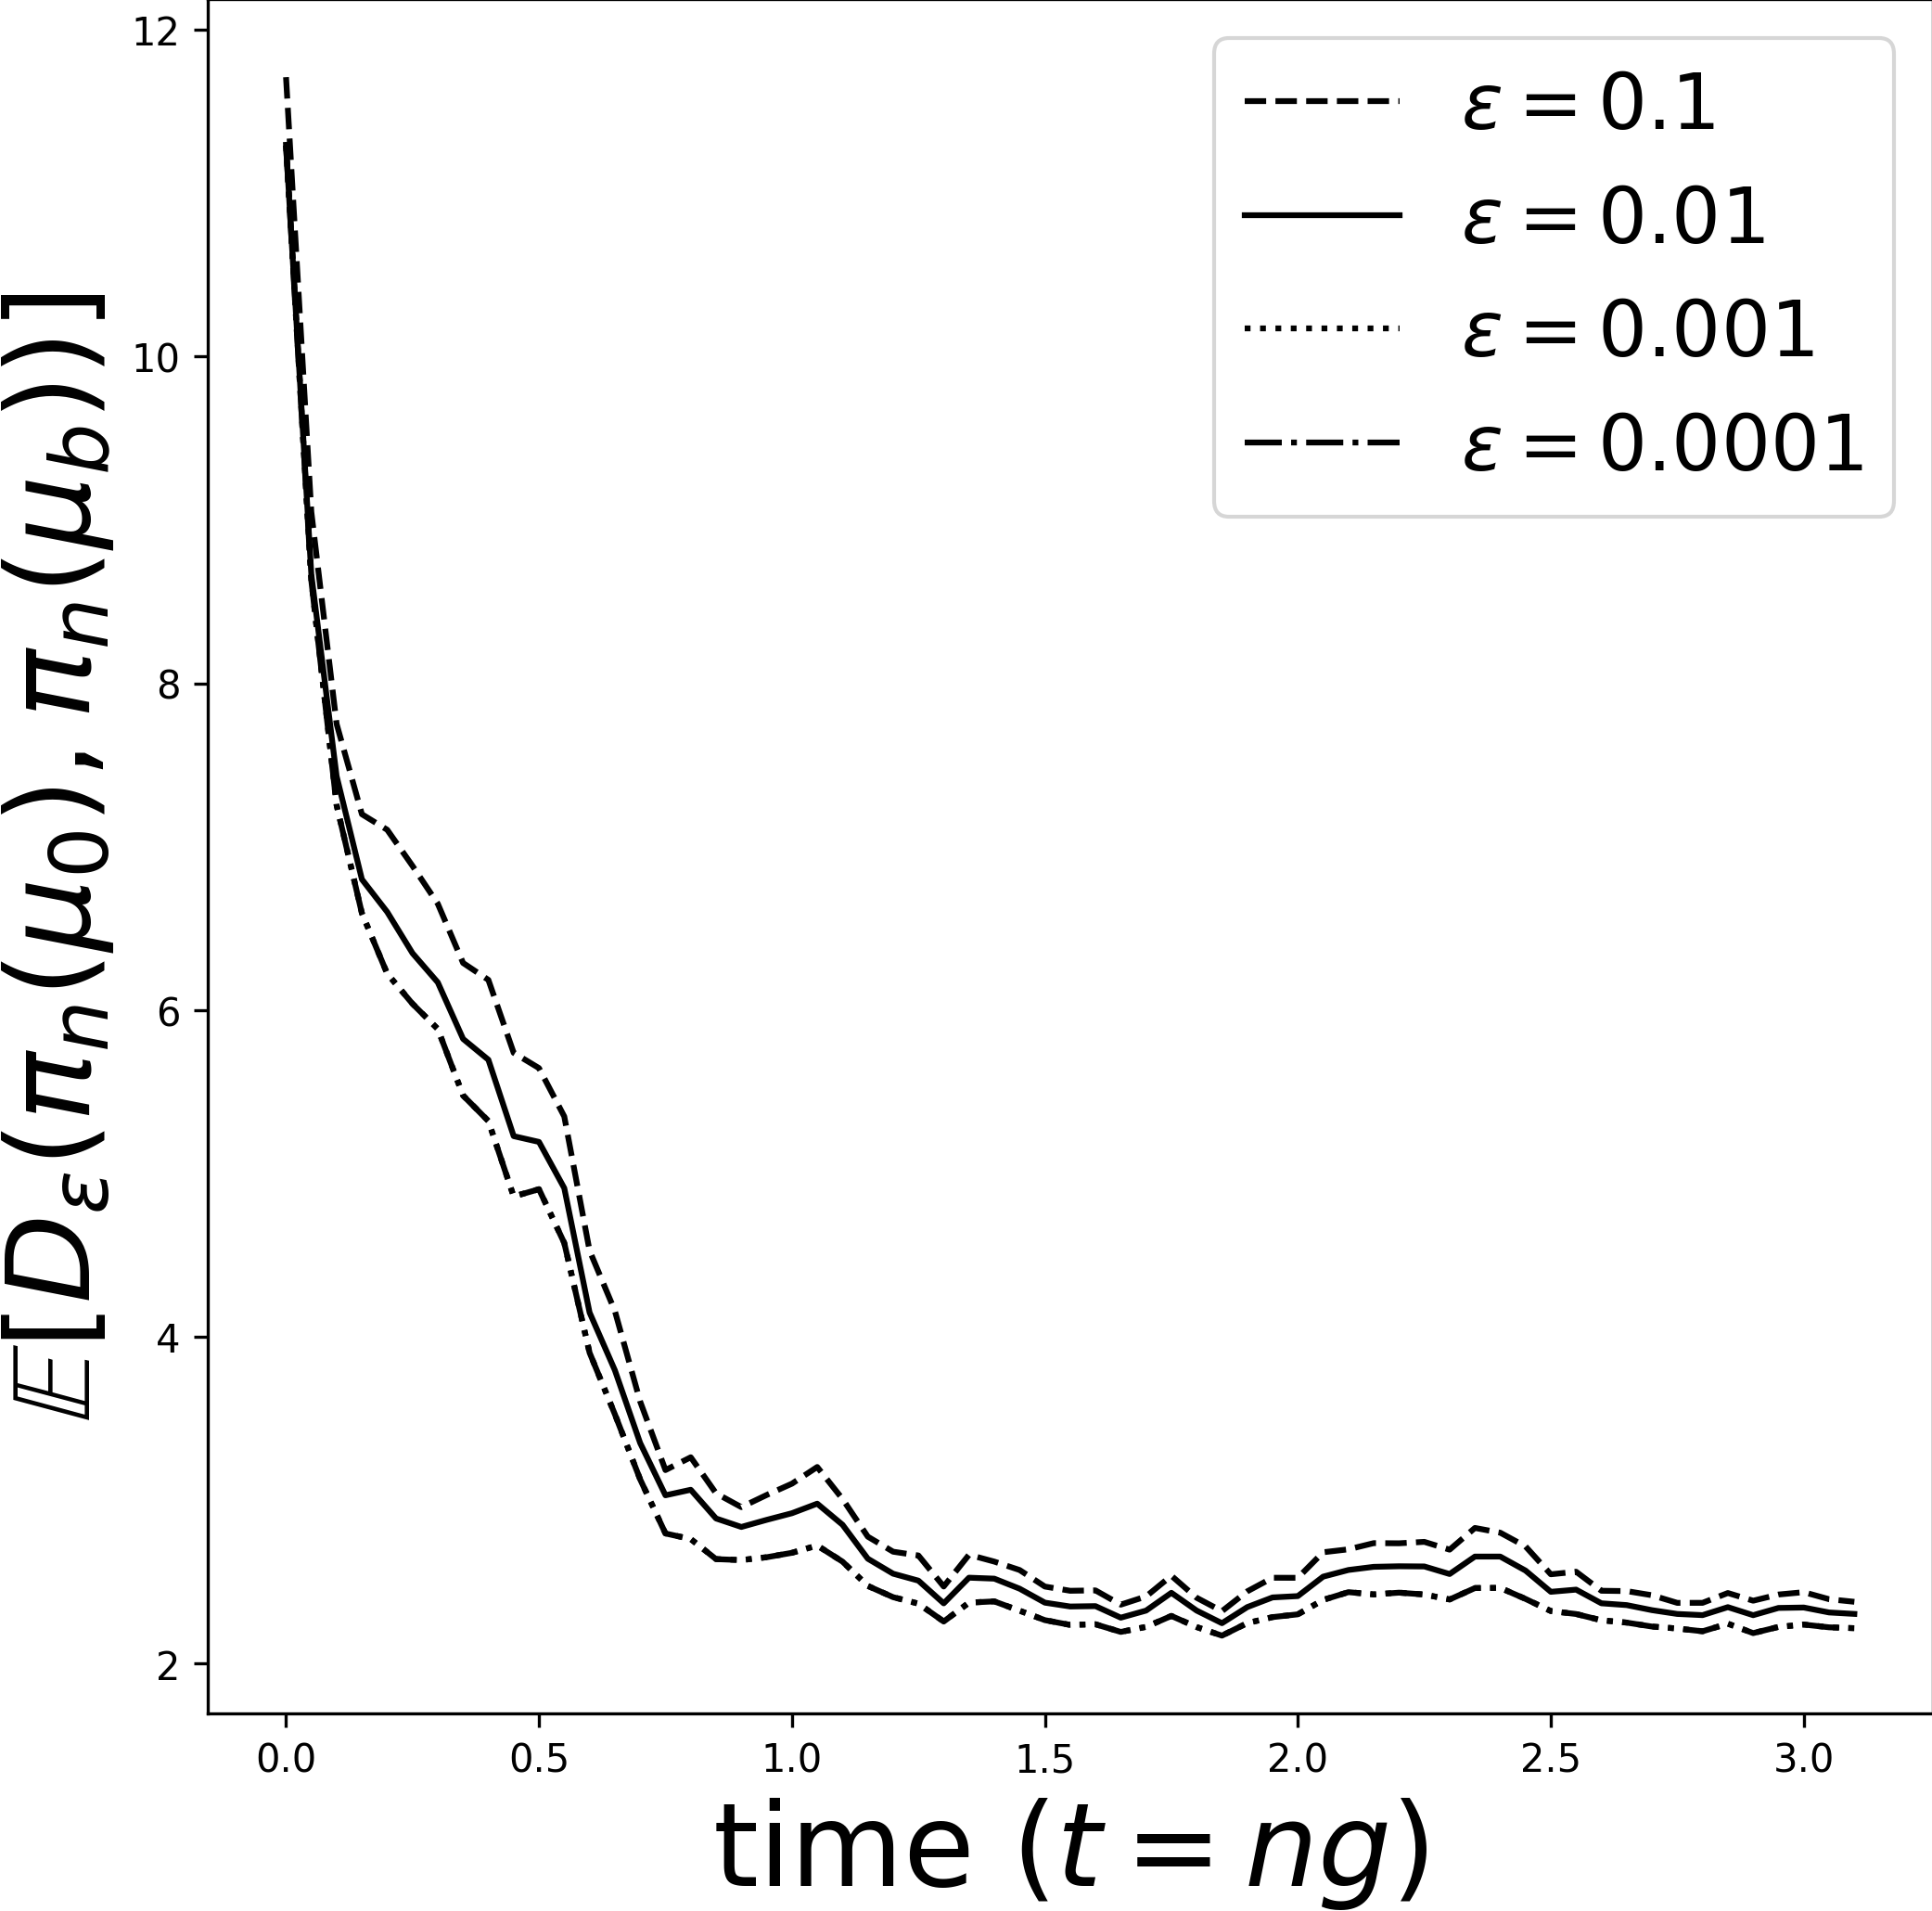 𝔼[D_ε(π_n(μ_0), π_n(μ_b))]
12
10
8
6
4
2
0.0 0.5 1.0 1.5 2.0 2.5 3.0
time (t = ng)
ε = 0.1
ε = 0.01
ε = 0.001
ε = 0.0001